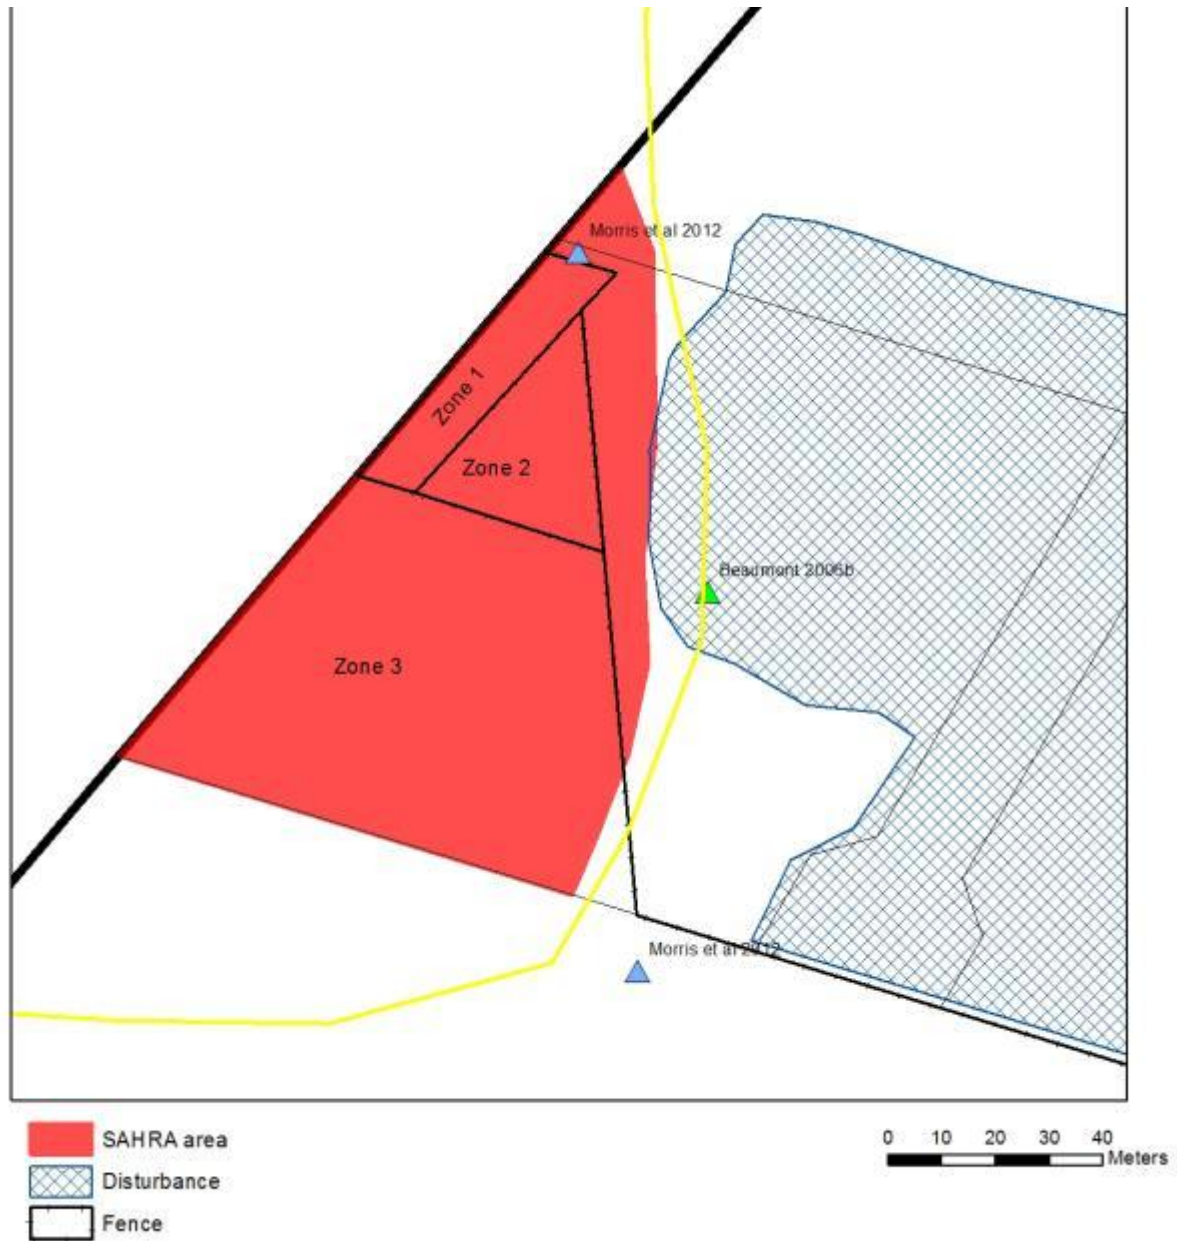 Morris et al 2012
Zone 1
Zone 2
Beaumont 2006b
Zone 3
Morris et al 2012
SAHRA area
Disturbance
Fence
0 10 20 30 40
Meters